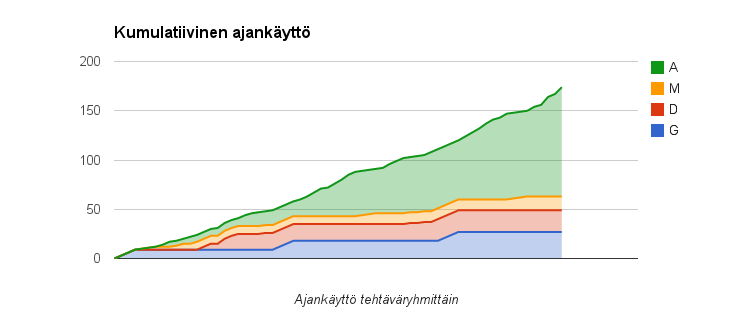 Kumulatiivinen ajankäyttö
200
150
100
50
0
A
M
D
G
Ajankäyttö tehtäväryhmittäin